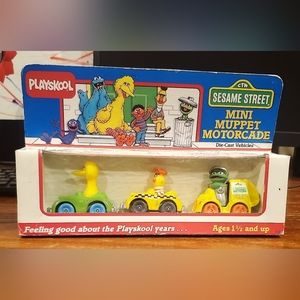 PLAYSKOOL
CTW
SESAME STREET
MINI
MUPPET
MOTORCADE
Die-Cast Vehicles
Feeling good about the Playskool years . . .
Ages 1½ and up